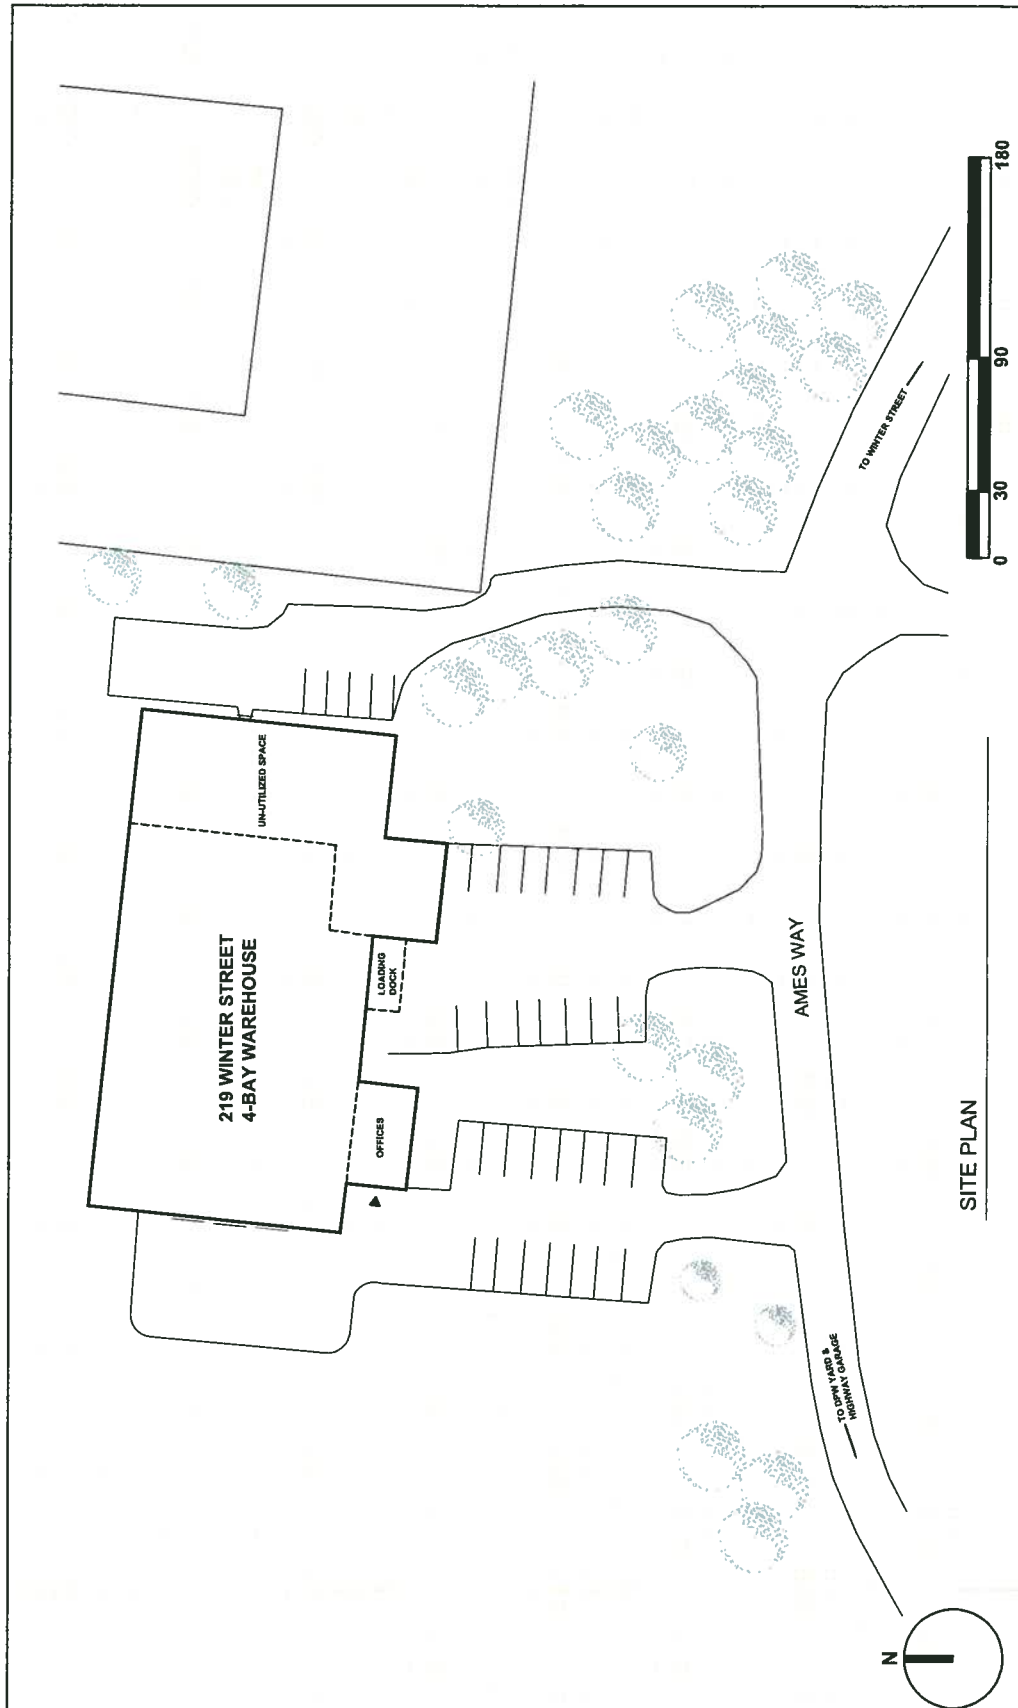 UN-UTILIZED SPACE
219 WINTER STREET
4-BAY WAREHOUSE
LOADING
DOCK
OFFICES
TO WINTER STREET
AMES WAY
TO DPW YARD &
HIGHWAY GARAGE
N
SITE PLAN
0
30
90
180